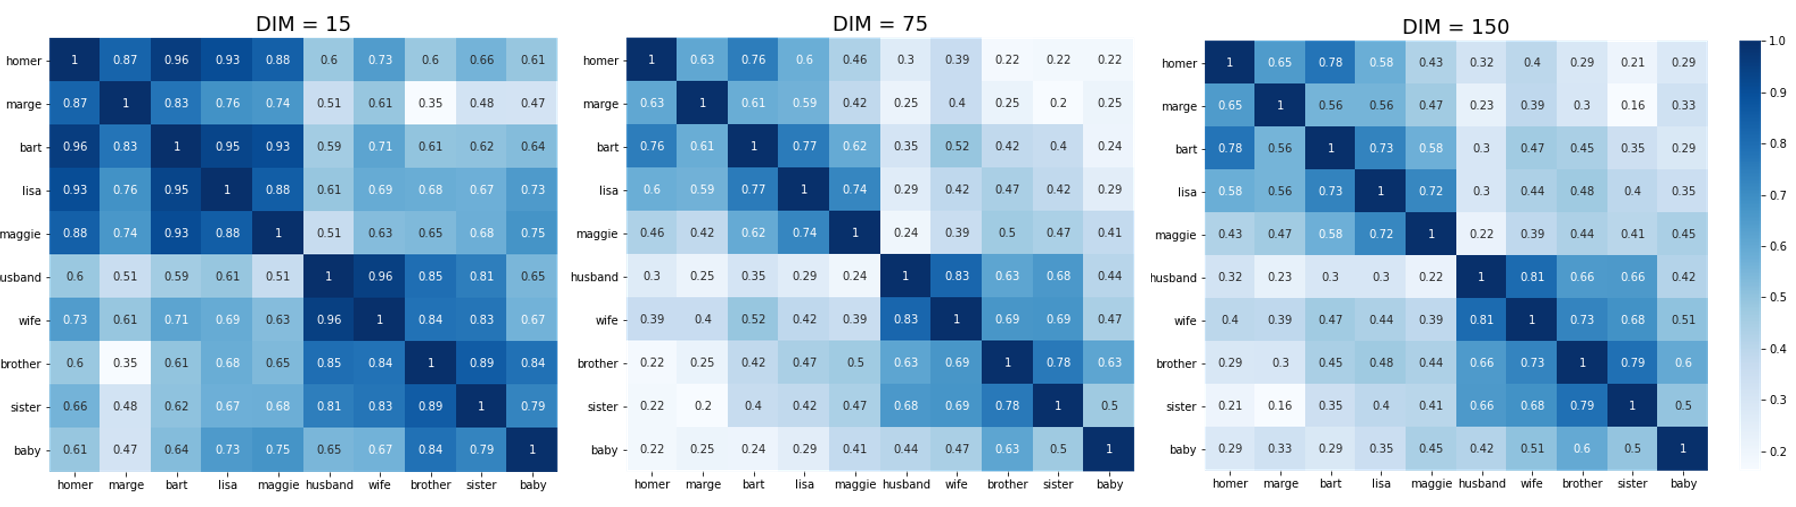 DIM = 15
homer 1 0.87 0.96 0.93 0.88 0.6 0.73 0.6 0.66 0.61
marge 0.87 1 0.83 0.76 0.74 0.51 0.61 0.35 0.48 0.47
bart 0.96 0.83 1 0.95 0.93 0.59 0.71 0.61 0.62 0.64
lisa 0.93 0.76 0.95 1 0.88 0.61 0.69 0.68 0.67 0.73
maggie 0.88 0.74 0.93 0.88 1 0.51 0.63 0.65 0.68 0.75
usband 0.6 0.51 0.59 0.61 0.51 1 0.96 0.85 0.81 0.65
wife 0.73 0.61 0.71 0.69 0.63 0.96 1 0.84 0.83 0.67
brother 0.6 0.35 0.61 0.68 0.65 0.85 0.84 1 0.89 0.84
sister 0.66 0.48 0.62 0.67 0.68 0.81 0.83 0.89 1 0.79
baby 0.61 0.47 0.64 0.73 0.75 0.65 0.67 0.84 0.79 1
homer marge bart lisa maggie husband wife brother sister baby
DIM = 75
homer 1 0.63 0.76 0.6 0.46 0.3 0.39 0.22 0.22 0.22
marge 0.63 1 0.61 0.59 0.42 0.25 0.4 0.25 0.2 0.25
bart 0.76 0.61 1 0.77 0.62 0.35 0.52 0.42 0.4 0.24
lisa 0.6 0.59 0.77 1 0.74 0.29 0.42 0.47 0.42 0.29
maggie 0.46 0.42 0.62 0.74 1 0.24 0.39 0.5 0.47 0.41
husband 0.3 0.25 0.35 0.29 0.24 1 0.83 0.63 0.68 0.44
wife 0.39 0.4 0.52 0.42 0.39 0.83 1 0.69 0.69 0.47
brother 0.22 0.25 0.42 0.47 0.5 0.63 0.69 1 0.78 0.63
sister 0.22 0.2 0.4 0.42 0.47 0.68 0.69 0.78 1 0.5
baby 0.22 0.25 0.24 0.29 0.41 0.44 0.47 0.63 0.5 1
homer marge bart lisa maggie husband wife brother sister baby
DIM = 150
homer 1 0.65 0.78 0.58 0.43 0.32 0.4 0.29 0.21 0.29
marge 0.65 1 0.56 0.56 0.47 0.23 0.39 0.3 0.16 0.33
bart 0.78 0.56 1 0.73 0.58 0.3 0.47 0.45 0.35 0.29
lisa 0.58 0.56 0.73 1 0.72 0.3 0.44 0.48 0.4 0.35
maggie 0.43 0.47 0.58 0.72 1 0.22 0.39 0.44 0.41 0.45
husband 0.32 0.23 0.3 0.3 0.22 1 0.81 0.66 0.66 0.42
wife 0.4 0.39 0.47 0.44 0.39 0.81 1 0.73 0.68 0.51
brother 0.29 0.3 0.45 0.48 0.44 0.66 0.73 1 0.79 0.6
sister 0.21 0.16 0.35 0.4 0.41 0.66 0.68 0.79 1 0.5
baby 0.29 0.33 0.29 0.35 0.45 0.42 0.51 0.6 0.5 1
homer marge bart lisa maggie husband wife brother sister baby
1.0
0.9
0.8
0.7
0.6
0.5
0.4
0.3
0.2